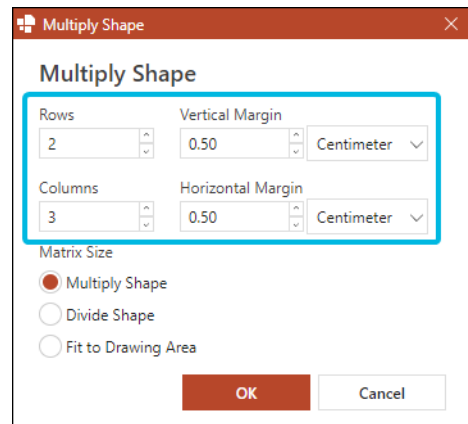 Multiply Shape
Multiply Shape
Rows Vertical Margin
2 0.50 Centimeter
Columns Horizontal Margin
3 0.50 Centimeter
Matrix Size
Multiply Shape
Divide Shape
Fit to Drawing Area
OK Cancel